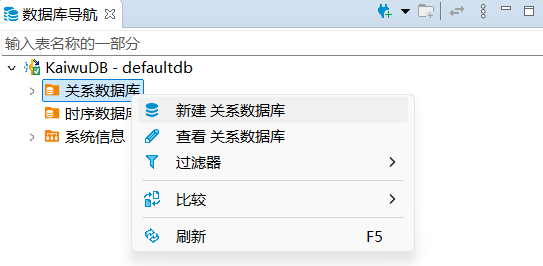 数据库导航
输入表名称的一部分
KaiwuDB - defaultdb
关系数据库
新建 关系数据库
时序数据库
查看 关系数据库
系统信息
过滤器
比较
刷新 F5